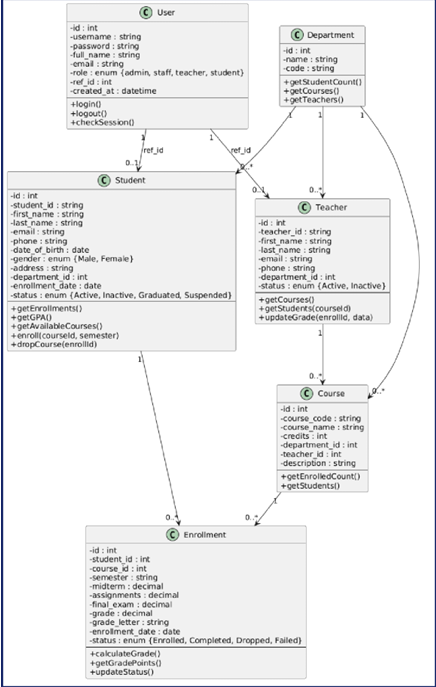 C User
-id : int
-username : string
-password : string
-full_name : string
-email : string
-role : enum {admin, staff, teacher, student}
-ref_id : int
-created_at : datetime
+login()
+logout()
+checkSession()
C Department
-id : int
-name : string
-code : string
+getStudentCount()
+getCourses()
+getTeachers()
1
1
1
1
1
ref_id
ref_id
0..1
0..*
0..1
0..*
C Student
-id : int
-student_id : string
-first_name : string
-last_name : string
-email : string
-phone : string
-date_of_birth : date
-gender : enum {Male, Female}
-address : string
-department_id : int
-enrollment_date : date
-status : enum {Active, Inactive, Graduated, Suspended}
+getEnrollments()
+getGPA()
+getAvailableCourses()
+enroll(courseId, semester)
+dropCourse(enrollId)
C Teacher
-id : int
-teacher_id : string
-first_name : string
-last_name : string
-email : string
-phone : string
-department_id : int
-status : enum {Active, Inactive}
+getCourses()
+getStudents(courseId)
+updateGrade(enrollId, data)
1
1
0..*
0..*
C Course
-id : int
-course_code : string
-course_name : string
-credits : int
-department_id : int
-teacher_id : int
-description : string
+getEnrolledCount()
+getStudents()
1
0..*
0..*
C Enrollment
-id : int
-student_id : int
-course_id : int
-semester : string
-midterm : decimal
-assignments : decimal
-final_exam : decimal
-grade : decimal
-grade_letter : string
-enrollment_date : date
-status : enum {Enrolled, Completed, Dropped, Failed}
+calculateGrade()
+getGradePoints()
+updateStatus()